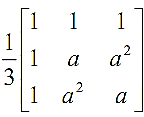 1/3 [ 1 1 1
1 a a²
1 a² a ]